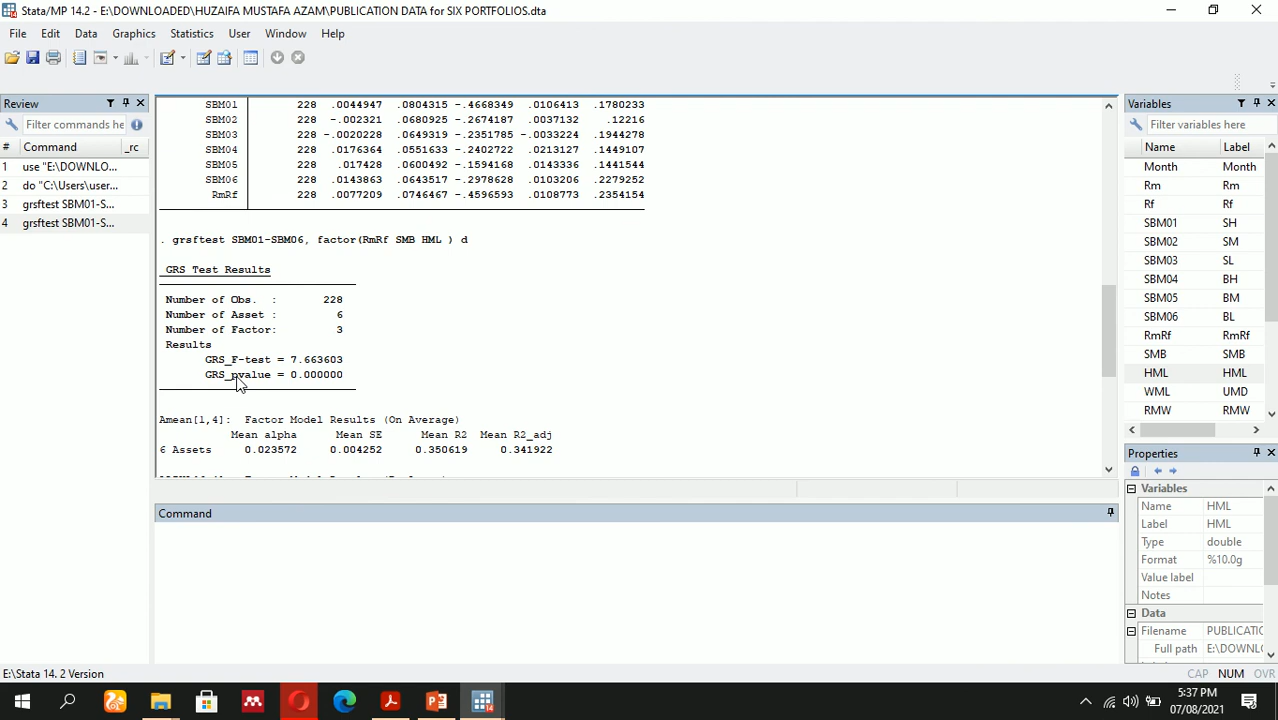 Stata/MP 14.2 - E:\DOWNLOADED\HUZAIFA MUSTAFA AZAM\PUBLICATION DATA for SIX PORTFOLIOS.dta
File Edit Data Graphics Statistics User Window Help
Review
Filter commands he
# Command _rc
1 use "E:\DOWNLO...
2 do "C:\Users\user...
3 grsftest SBM01-S...
4 grsftest SBM01-S...
SBM01 228 .0044947 .0804315 -.4668349 .0106413 .1780233
SBM02 228 -.002321 .0680925 -.2674187 .0037132 .12216
SBM03 228 -.0020228 .0649319 -.2351785 -.0033224 .1944278
SBM04 228 .0176364 .0551633 -.2402722 .0213127 .1449107
SBM05 228 .017428 .0600492 -.1594168 .0143336 .1441544
SBM06 228 .0143863 .0643517 -.2978628 .0103206 .2279252
RmRf 228 .0077209 .0746467 -.4596593 .0108773 .2354154
. grsftest SBM01-SBM06, factor(RmRf SMB HML ) d
GRS Test Results
Number of Obs. : 228
Number of Asset : 6
Number of Factor: 3
Results
GRS_F-test = 7.663603
GRS_pvalue = 0.000000
Amean[1,4]: Factor Model Results (On Average)
Mean alpha Mean SE Mean R2 Mean R2_adj
6 Assets 0.023572 0.004252 0.350619 0.341922
Command
Variables
Filter variables here
Name Label
Month Month
Rm Rm
Rf Rf
SBM01 SH
SBM02 SM
SBM03 SL
SBM04 BH
SBM05 BM
SBM06 BL
RmRf RmRf
SMB SMB
HML HML
WML UMD
RMW RMW
Properties
Variables
Name HML
Label HML
Type double
Format %10.0g
Value label
Notes
Data
Filename PUBLICATIO
Full path E:\DOWNLO
E:\Stata 14. 2 Version
CAP NUM OVR
5:37 PM
07/08/2021